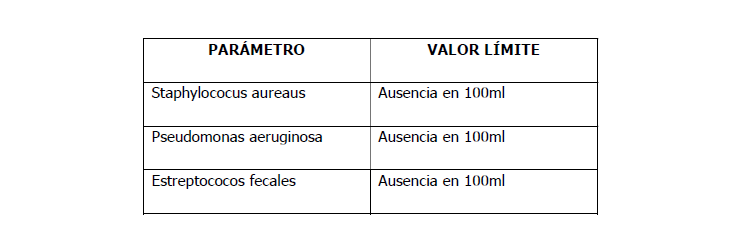 PARÁMETRO VALOR LÍMITE
Staphylococus aureaus Ausencia en 100ml
Pseudomonas aeruginosa Ausencia en 100ml
Estreptococos fecales Ausencia en 100ml